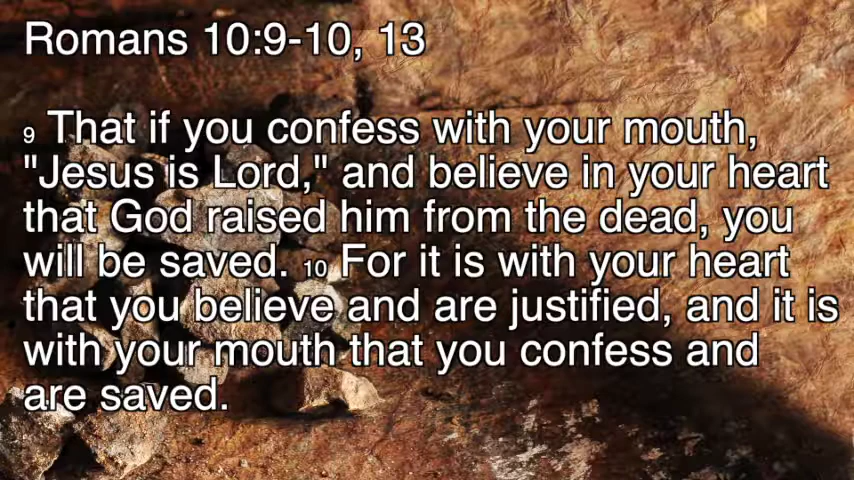 Romans 10:9-10, 13
9 That if you confess with your mouth,
"Jesus is Lord," and believe in your heart
that God raised him from the dead, you
will be saved. 10 For it is with your heart
that you believe and are justified, and it is
with your mouth that you confess and
are saved.